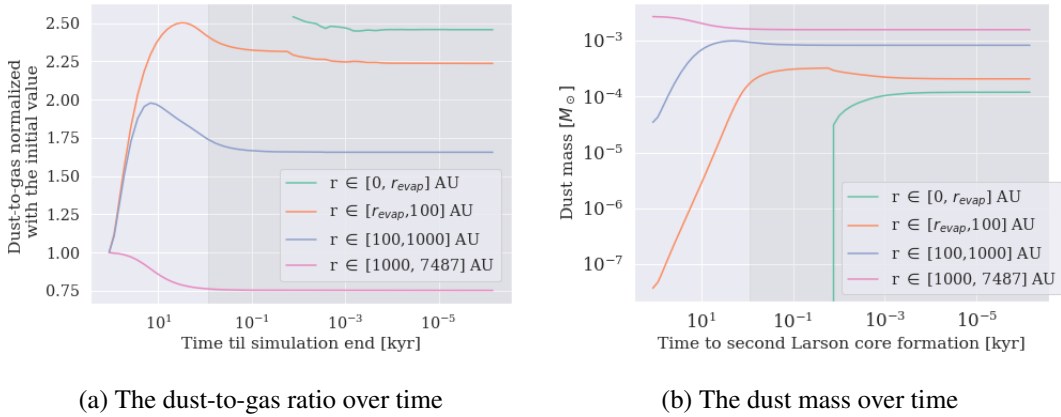 2.50
2.25
2.00
1.75
1.50
1.25
1.00
0.75
Dust-to-gas normalized
with the initial value
r ∈ [0, r_evap] AU
r ∈ [r_evap,100] AU
r ∈ [100,1000] AU
r ∈ [1000, 7487] AU
10¹ 10⁻¹ 10⁻³ 10⁻⁵
Time til simulation end [kyr]
(a) The dust-to-gas ratio over time
10⁻³
10⁻⁴
10⁻⁵
10⁻⁶
10⁻⁷
Dust mass [M⊙]
r ∈ [0, r_evap] AU
r ∈ [r_evap,100] AU
r ∈ [100,1000] AU
r ∈ [1000, 7487] AU
10¹ 10⁻¹ 10⁻³ 10⁻⁵
Time to second Larson core formation [kyr]
(b) The dust mass over time